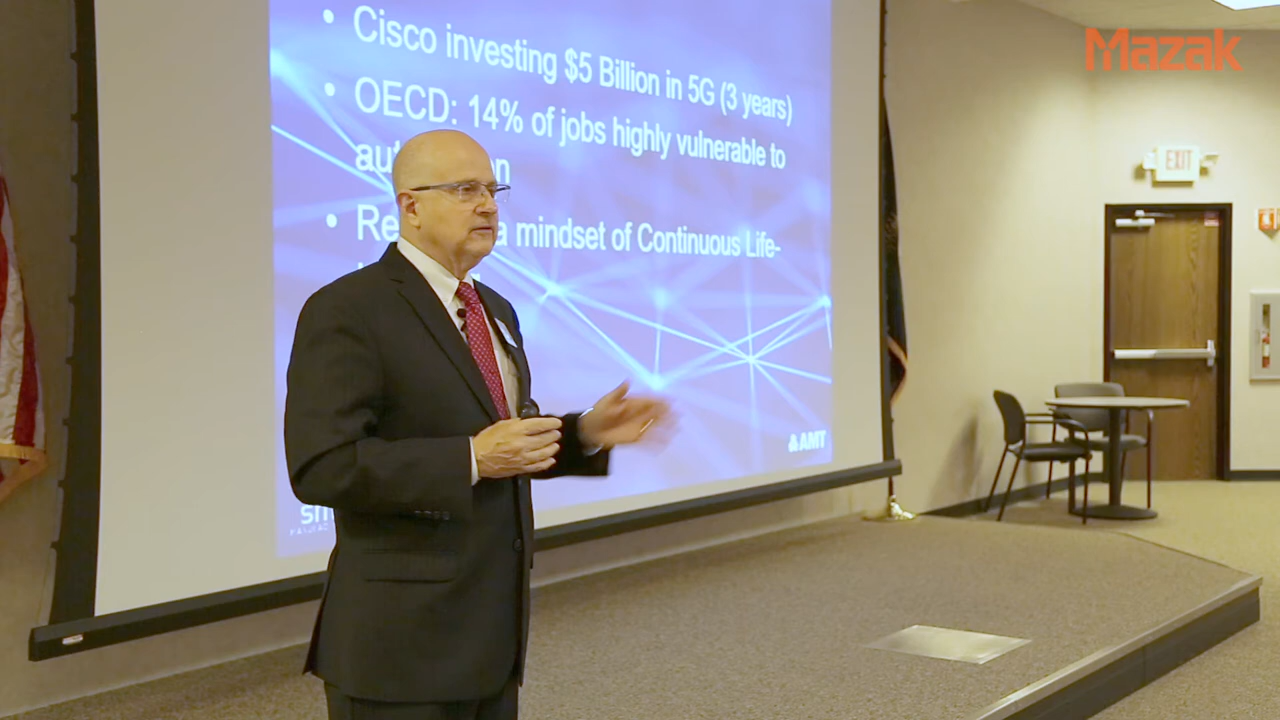 • Cisco investing $5 Billion in 5G (3 years)
Mazak
• OECD: 14% of jobs highly vulnerable to
EXIT
• a mindset of Continuous Life-
&AMT